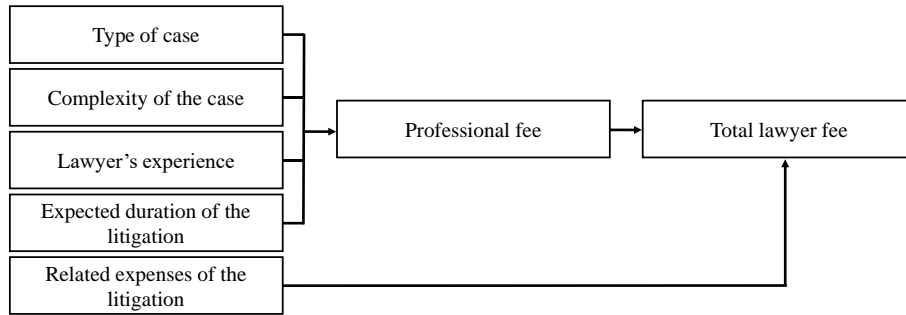 Type of case
Complexity of the case
Lawyer’s experience
Expected duration of the
litigation
Related expenses of the
litigation
Professional fee
Total lawyer fee